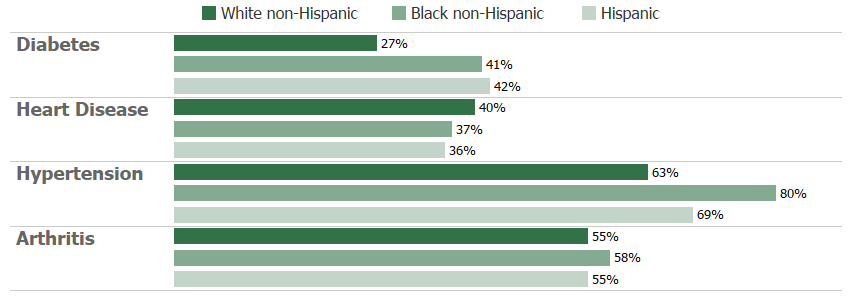 White non-Hispanic Black non-Hispanic Hispanic
Diabetes
27%
41%
42%
Heart Disease
40%
37%
36%
Hypertension
63%
80%
69%
Arthritis
55%
58%
55%